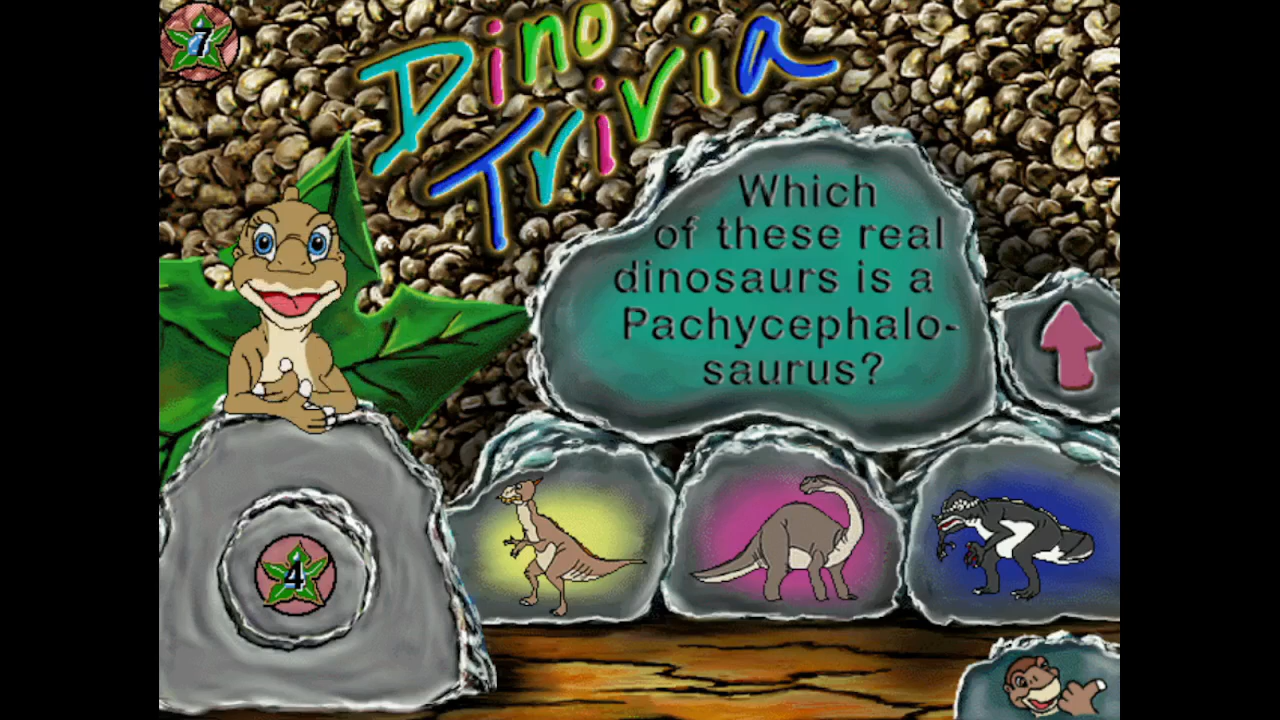 7
Dino
Trivia
Which
of these real
dinosaurs is a
Pachycephalo-
saurus?
4